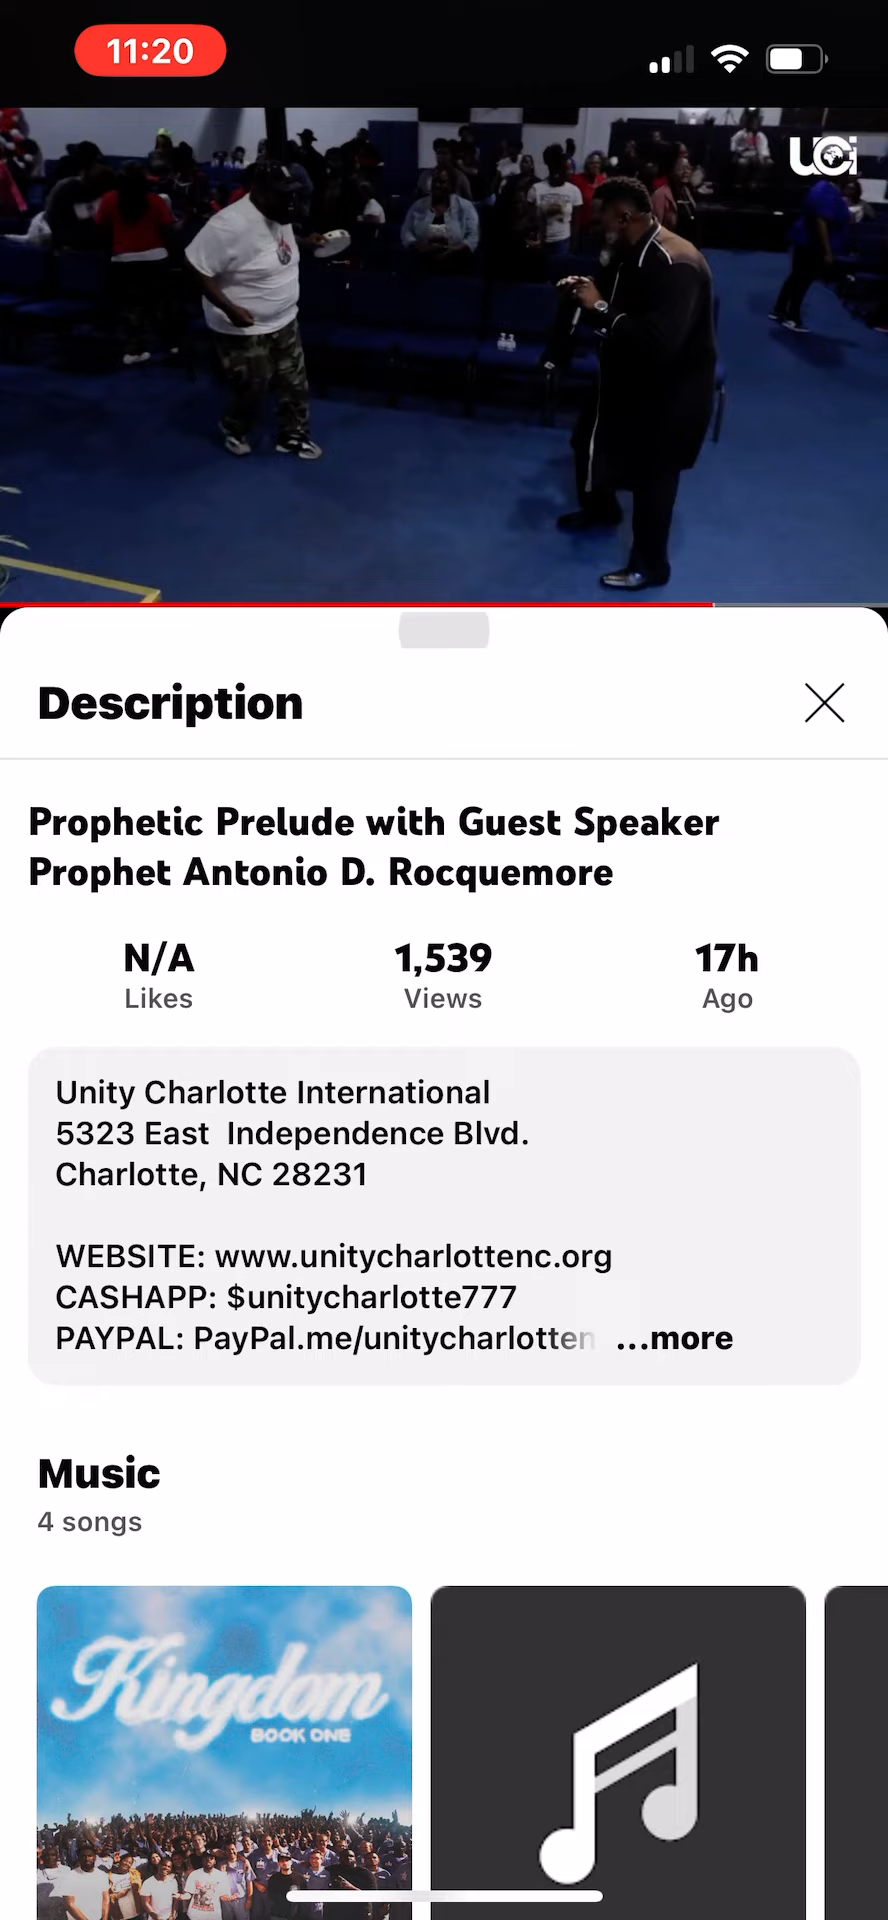 11:20
UCi
Description
Prophetic Prelude with Guest Speaker
Prophet Antonio D. Rocquemore
N/A
Likes
1,539
Views
17h
Ago
Unity Charlotte International
5323 East  Independence Blvd.
Charlotte, NC 28231
WEBSITE: www.unitycharlottenc.org
CASHAPP: $unitycharlotte777
PAYPAL: PayPal.me/unitycharlotten ...more
Music
4 songs
Kingdom
BOOK ONE